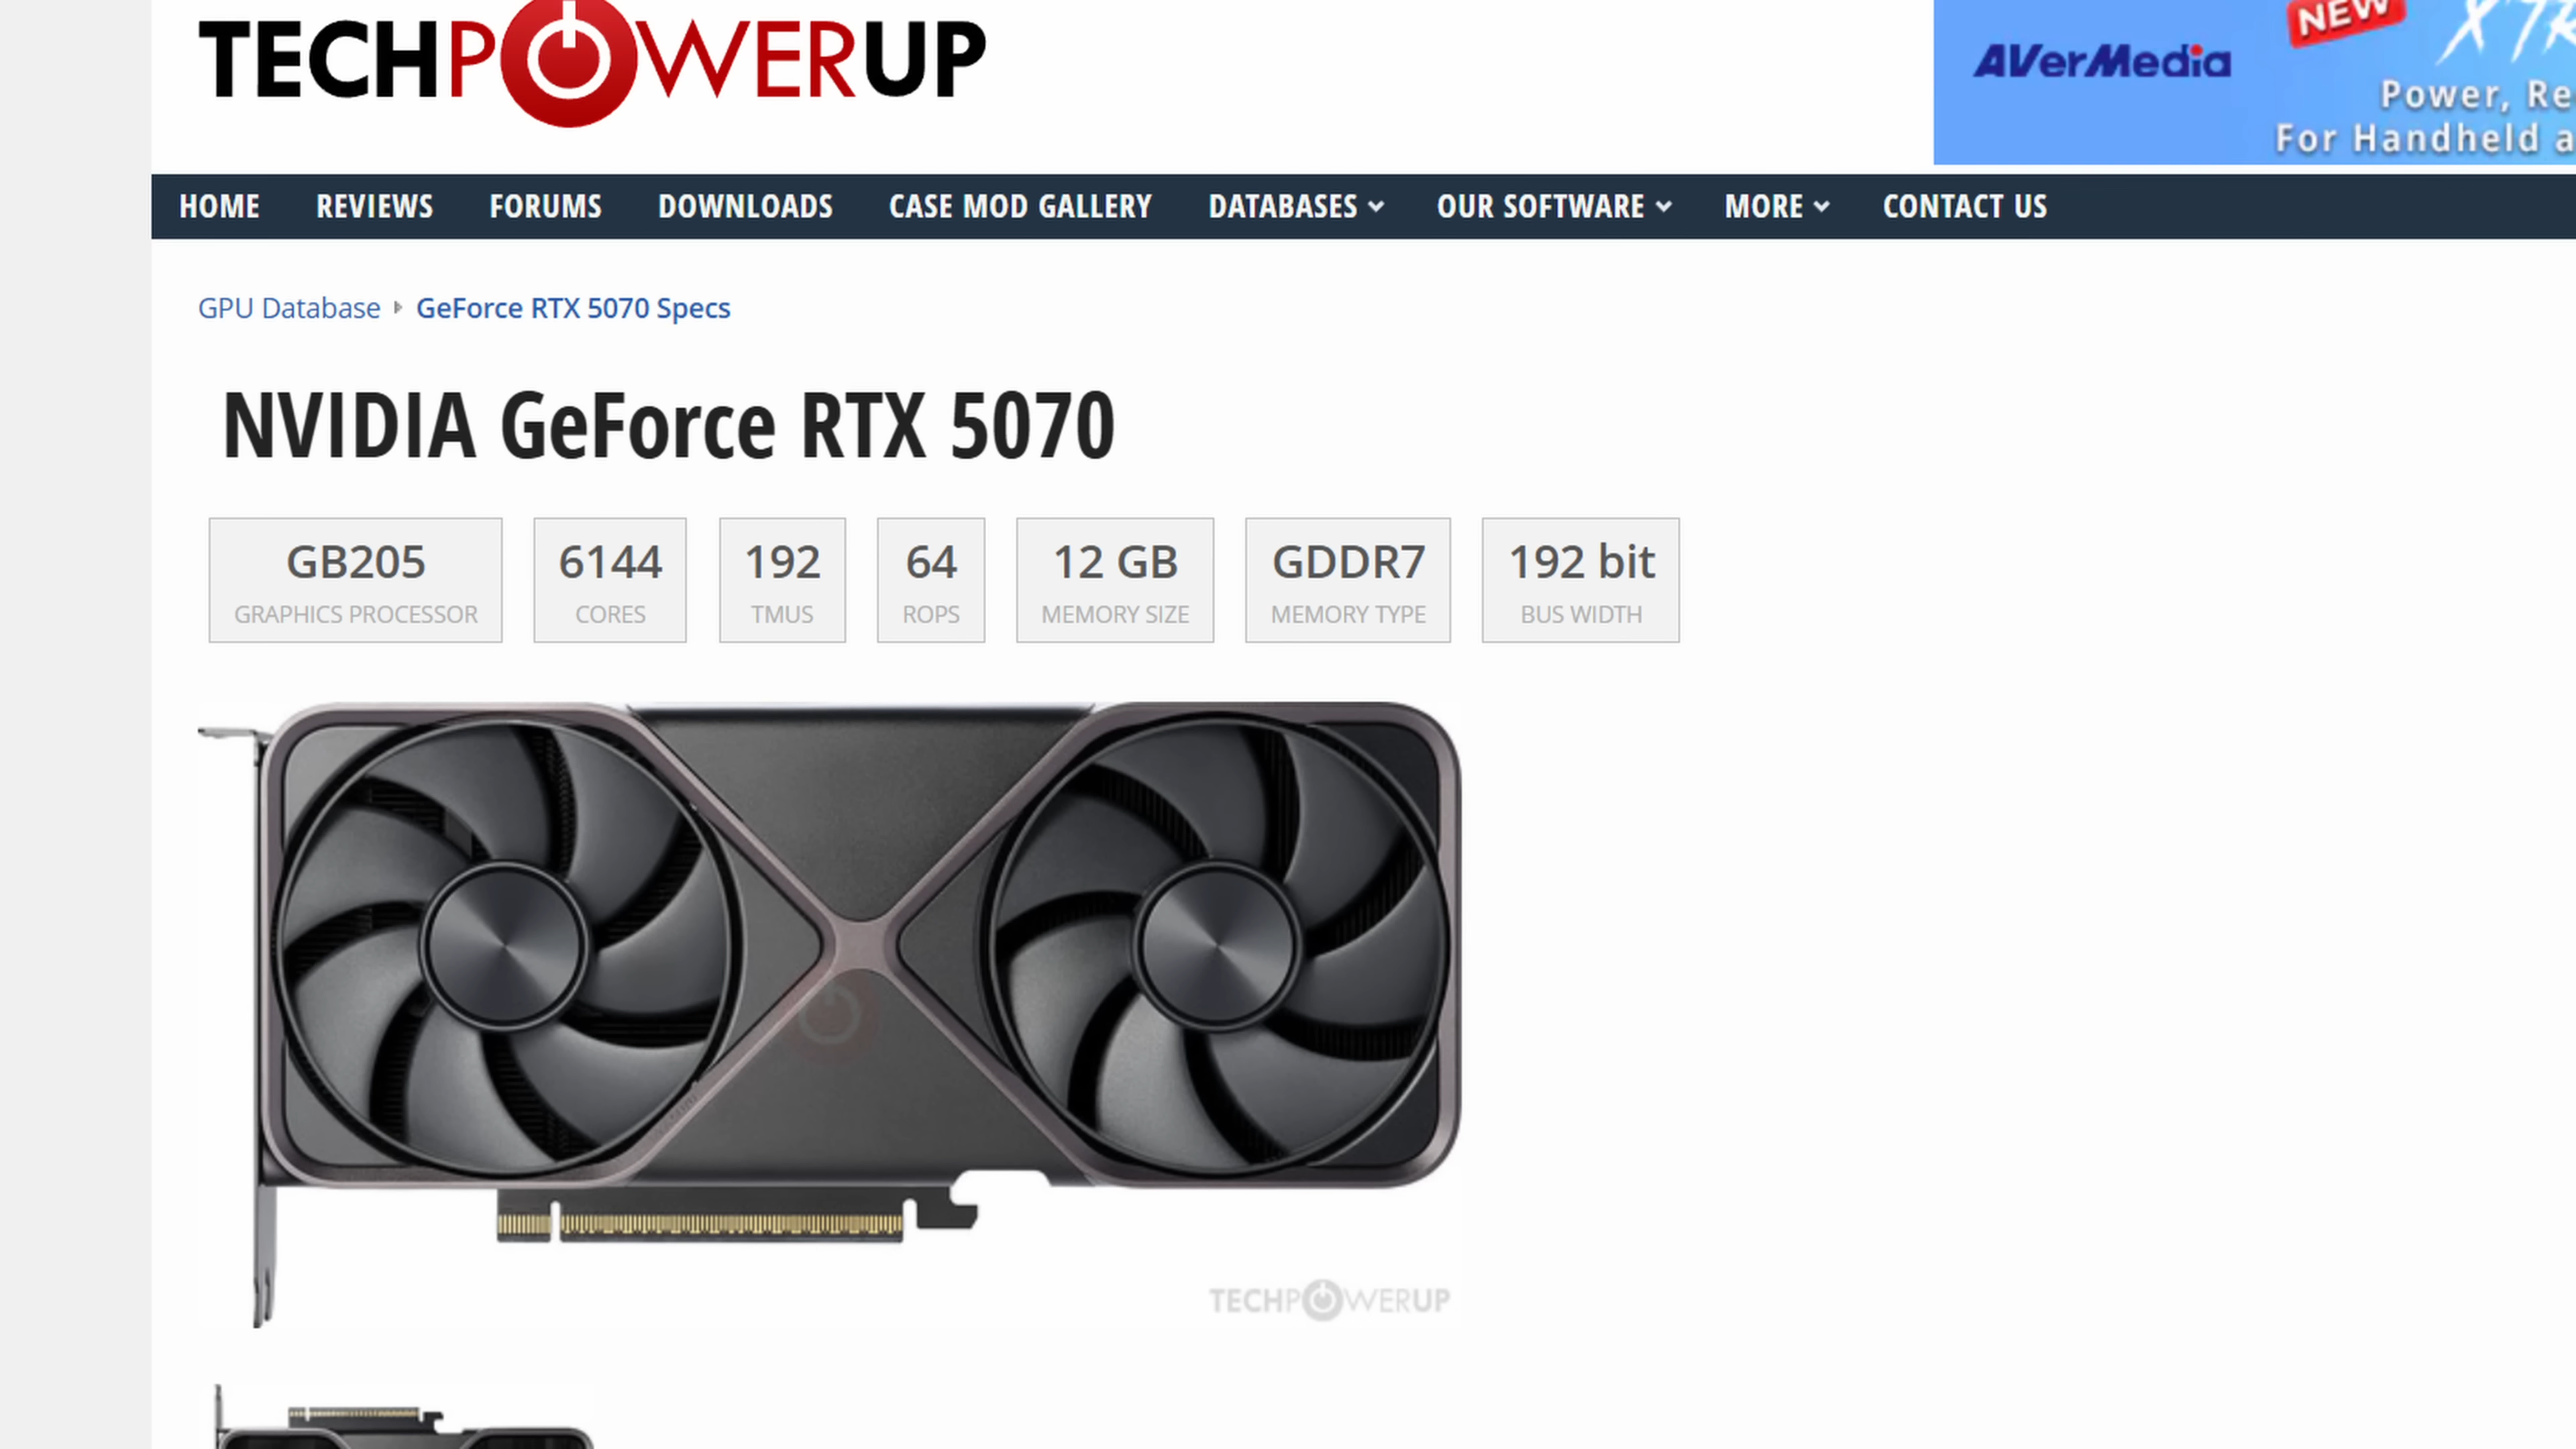 TECHPOWERUP
AVerMedia
NEW
Power, Re
For Handheld a
HOME REVIEWS FORUMS DOWNLOADS CASE MOD GALLERY DATABASES OUR SOFTWARE MORE CONTACT US
GPU Database GeForce RTX 5070 Specs
NVIDIA GeForce RTX 5070
GB205 6144 192 64 12 GB GDDR7 192 bit
GRAPHICS PROCESSOR CORES TMUS ROPS MEMORY SIZE MEMORY TYPE BUS WIDTH
TECHPOWERUP